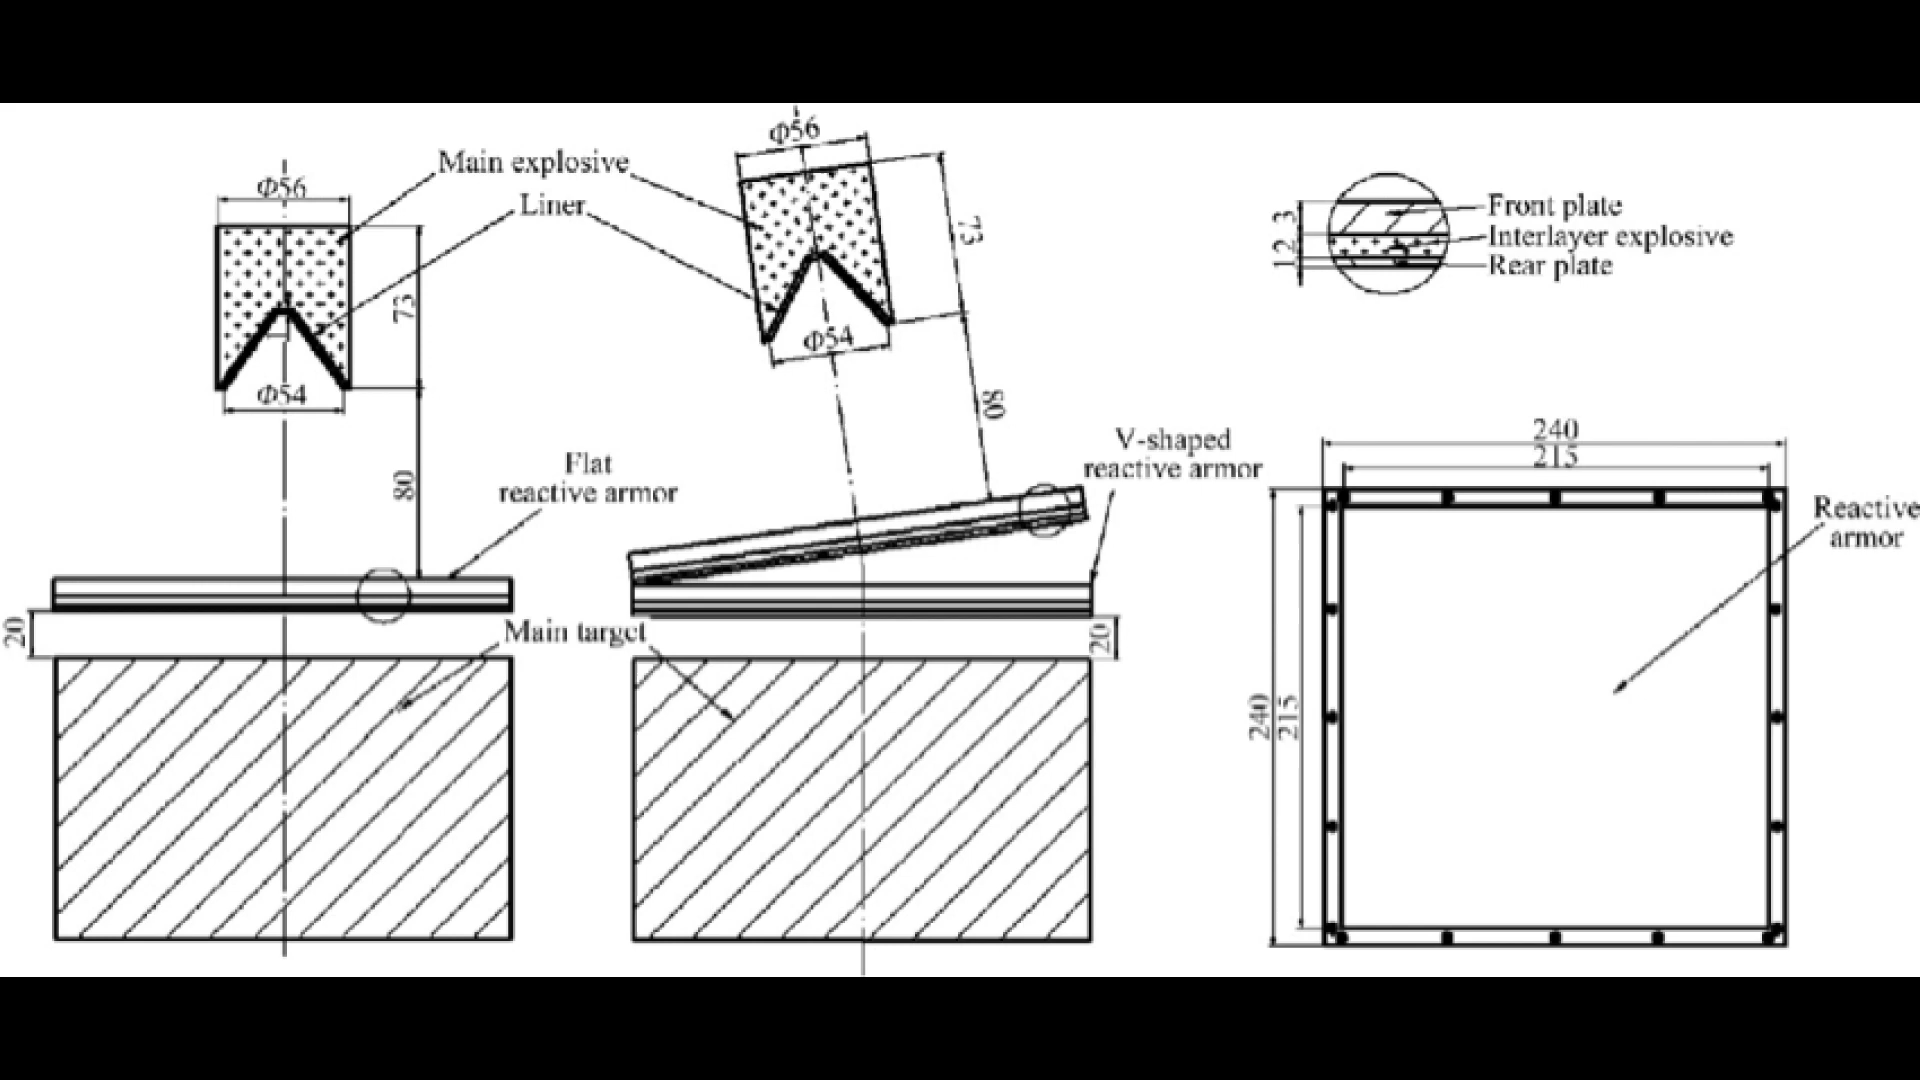 Φ56
Main explosive
Liner
73
Φ54
80
Flat
reactive armor
20
Main target
Φ56
73
Φ54
80
V-shaped
reactive armor
20
3
12
Front plate
Interlayer explosive
Rear plate
240
215
240
215
Reactive
armor